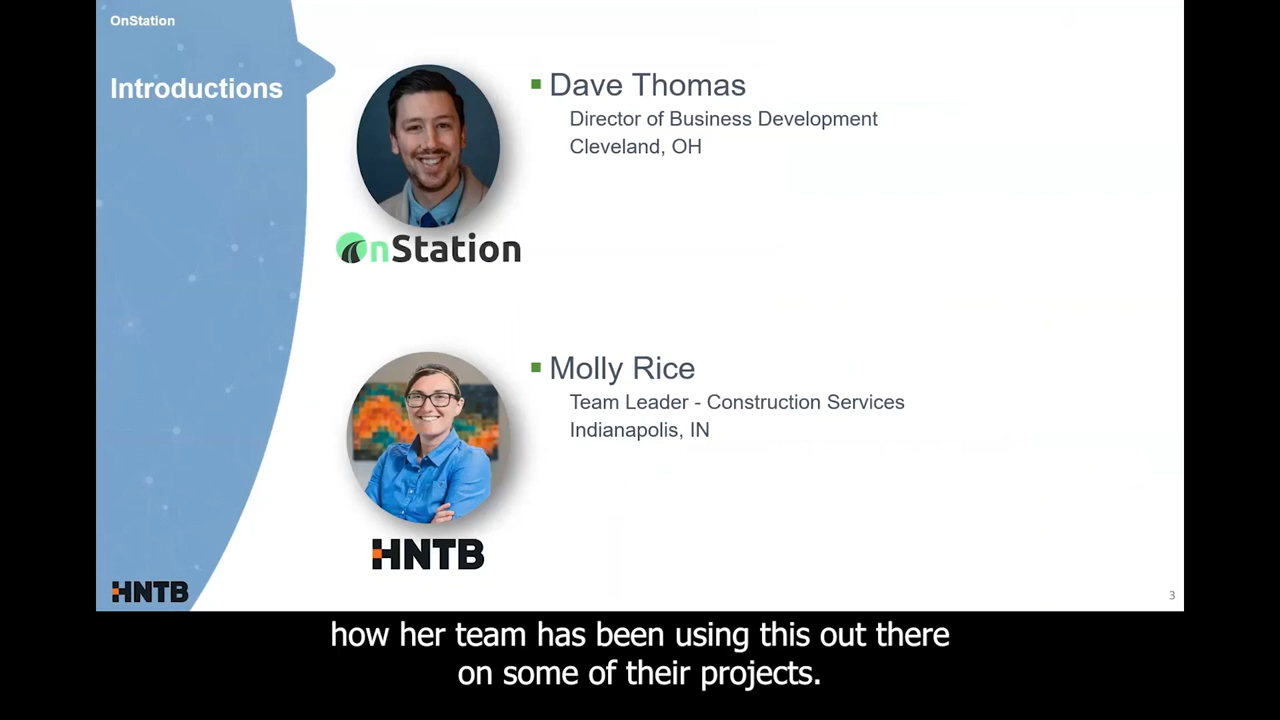 OnStation
Introductions
Dave Thomas
Director of Business Development
Cleveland, OH
OnStation
Molly Rice
Team Leader - Construction Services
Indianapolis, IN
HNTB
HNTB
3
how her team has been using this out there
on some of their projects.